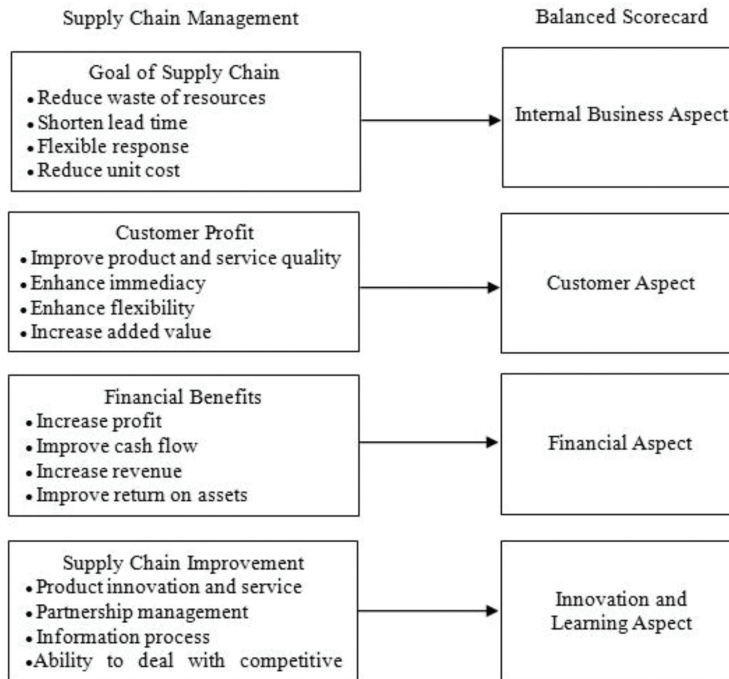 Supply Chain Management
Balanced Scorecard
Goal of Supply Chain
• Reduce waste of resources
• Shorten lead time
• Flexible response
• Reduce unit cost
Internal Business Aspect
Customer Profit
• Improve product and service quality
• Enhance immediacy
• Enhance flexibility
• Increase added value
Customer Aspect
Financial Benefits
• Increase profit
• Improve cash flow
• Increase revenue
• Improve return on assets
Financial Aspect
Supply Chain Improvement
• Product innovation and service
• Partnership management
• Information process
• Ability to deal with competitive
Innovation and
Learning Aspect